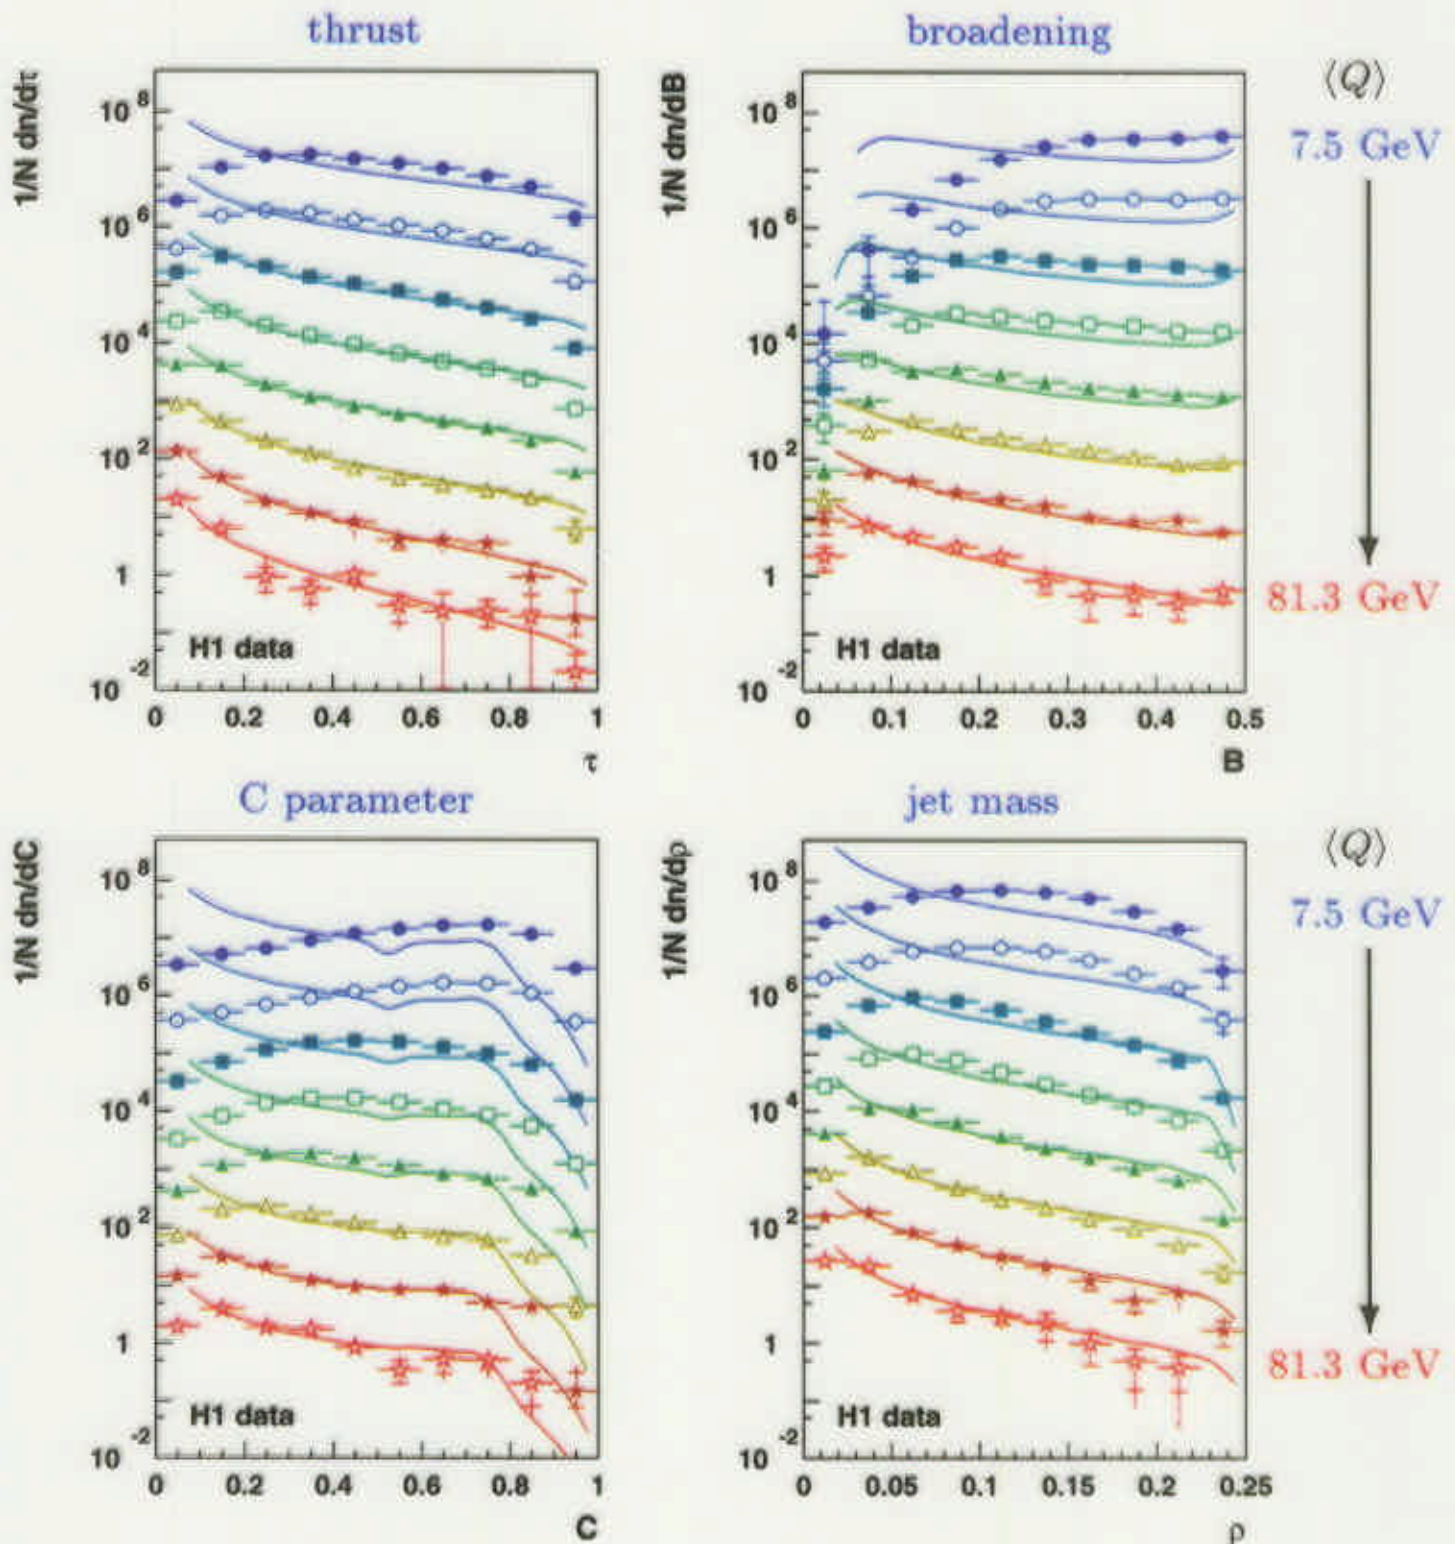 thrust
broadening
1/N dn/dτ
10 8
10 6
10 4
10 2
1
10 -2
H1 data
0 0.2 0.4 0.6 0.8 1
τ
1/N dn/dB
10 8
10 6
10 4
10 2
1
10 -2
H1 data
0 0.1 0.2 0.3 0.4 0.5
B
⟨Q⟩
7.5 GeV
81.3 GeV
C parameter
jet mass
1/N dn/dC
10 8
10 6
10 4
10 2
1
10 -2
H1 data
0 0.2 0.4 0.6 0.8 1
C
1/N dn/dρ
10 8
10 6
10 4
10 2
1
10 -2
H1 data
0 0.05 0.1 0.15 0.2 0.25
ρ
⟨Q⟩
7.5 GeV
81.3 GeV